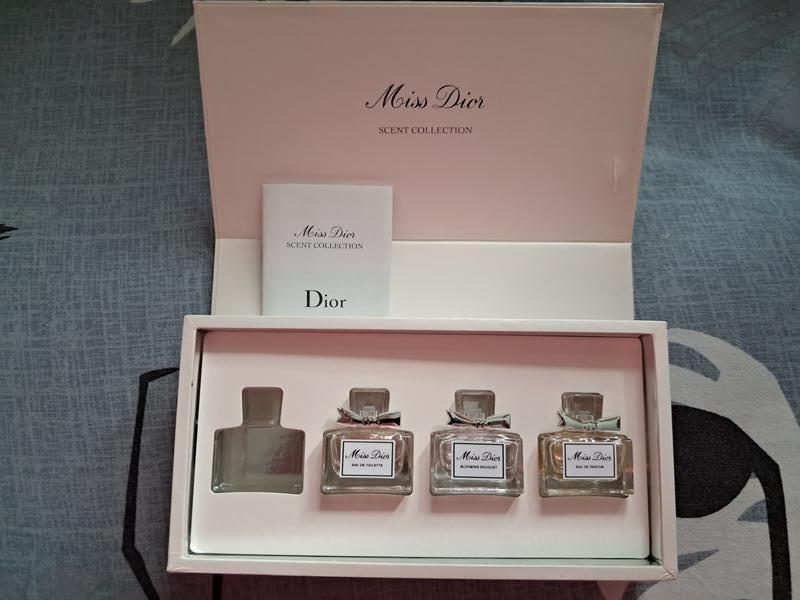 Miss Dior
SCENT COLLECTION
Miss Dior
SCENT COLLECTION
Dior
Miss Dior
EAU DE TOILETTE
Miss Dior
BLOOMING BOUQUET
Miss Dior
EAU DE PARFUM